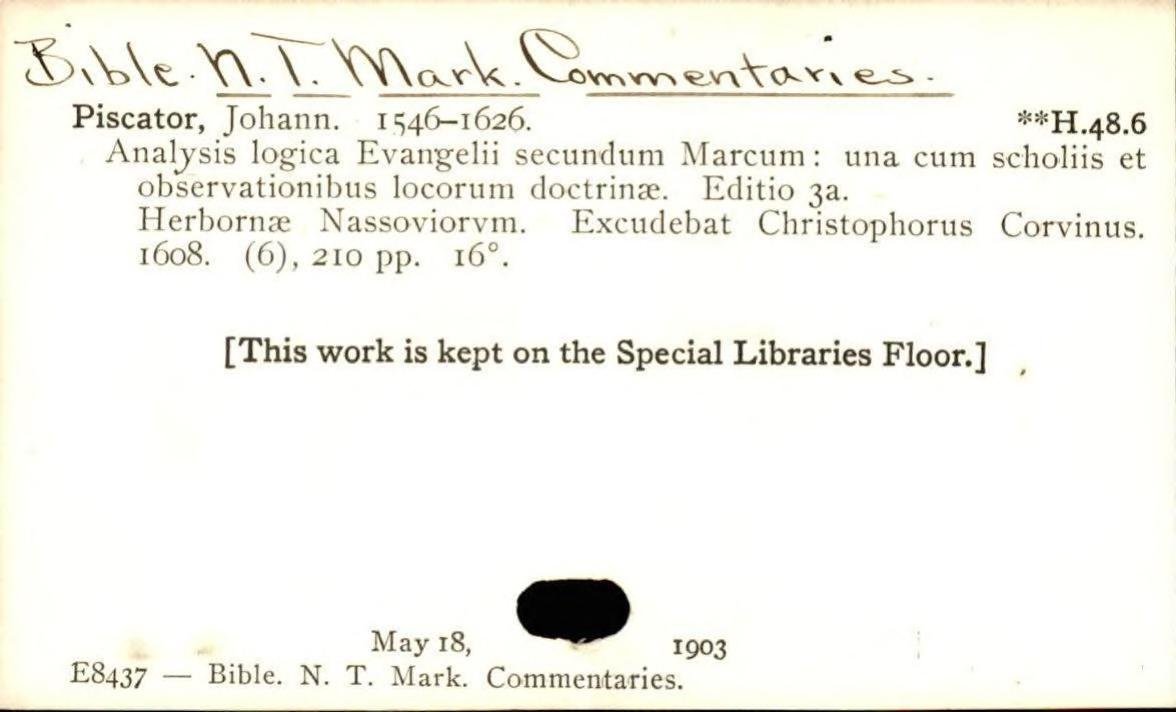 Bible. N. T. Mark. Commentaries.
Piscator, Johann. 1546–1626. **H.48.6
Analysis logica Evangelii secundum Marcum: una cum scholiis et
observationibus locorum doctrinæ. Editio 3a.
Herbornæ Nassoviorvm. Excudebat Christophorus Corvinus.
1608. (6), 210 pp. 16°.
[This work is kept on the Special Libraries Floor.]
May 18, 1903
E8437 — Bible. N. T. Mark. Commentaries.